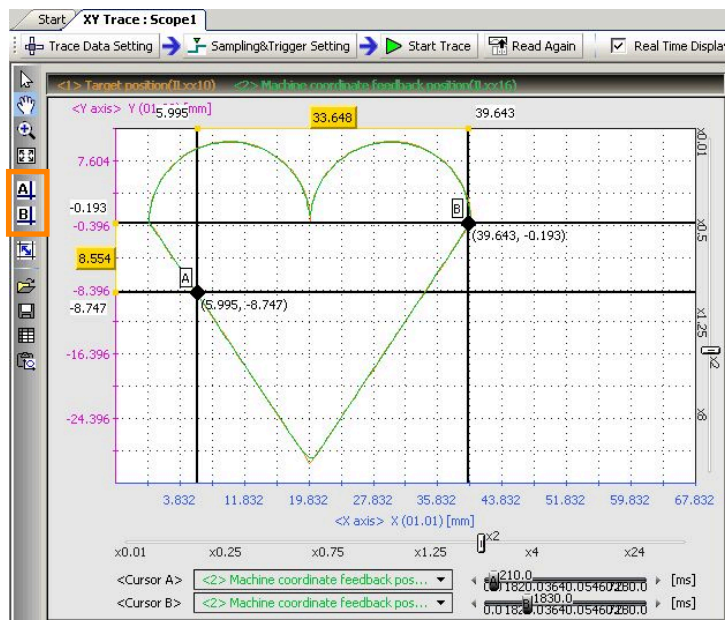 Start XY Trace : Scope1
Trace Data Setting Sampling&Trigger Setting Start Trace Read Again Real Time Displa
<1> Target position(ILxx10) <2> Machine coordinate feedback position(ILxx16)
<Y axis> Y (01. [mm]
5.995 33.648 39.643
x0.01
7.604
-0.193
-0.396
B
x0.5
(39.643, -0.193)
8.554
A
-8.396
-8.747
(5.995, -8.747)
x1.25
-16.396
x2
-24.396
x8
3.832 11.832 19.832 27.832 35.832 43.832 51.832 59.832 67.832
<X axis> X (01.01) [mm]
x2
x0.01 x0.25 x0.75 x1.25 x4 x24
<Cursor A> <2> Machine coordinate feedback pos... 210.0 [ms]
<Cursor B> <2> Machine coordinate feedback pos... 1830.0 [ms]
A
B